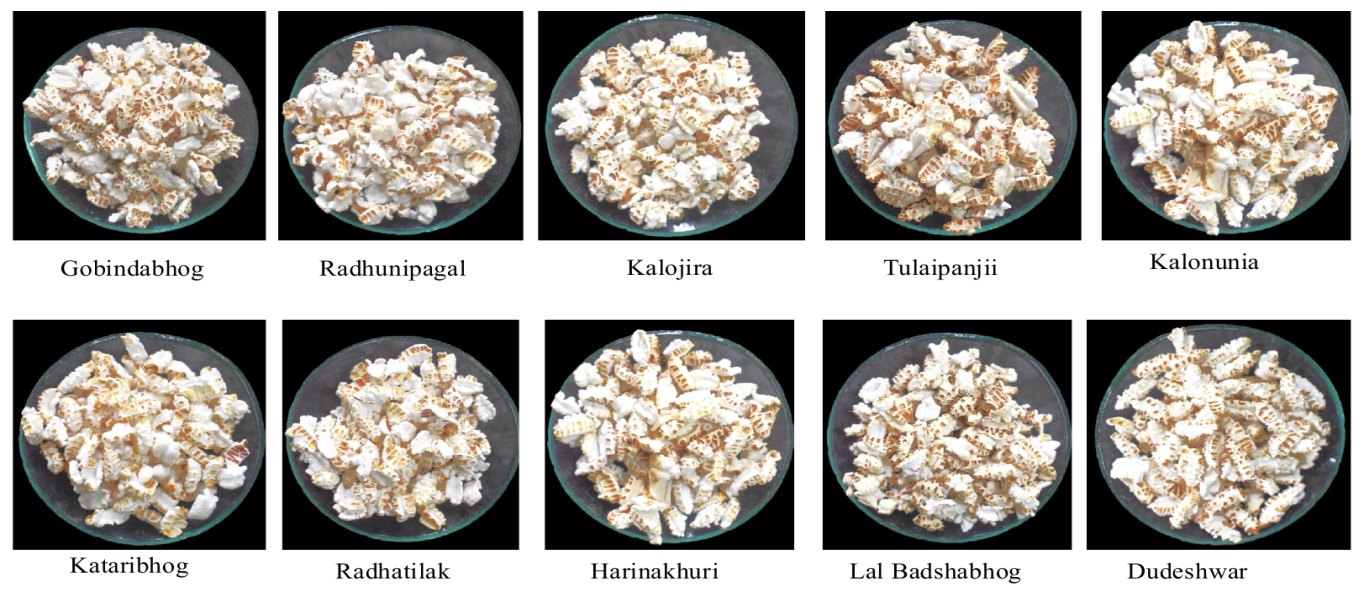 Gobindabhog
Radhunipagal
Kalojira
Tulaipanjii
Kalonunia
Kataribhog
Radhatilak
Harinakhuri
Lal Badshabhog
Dudeshwar